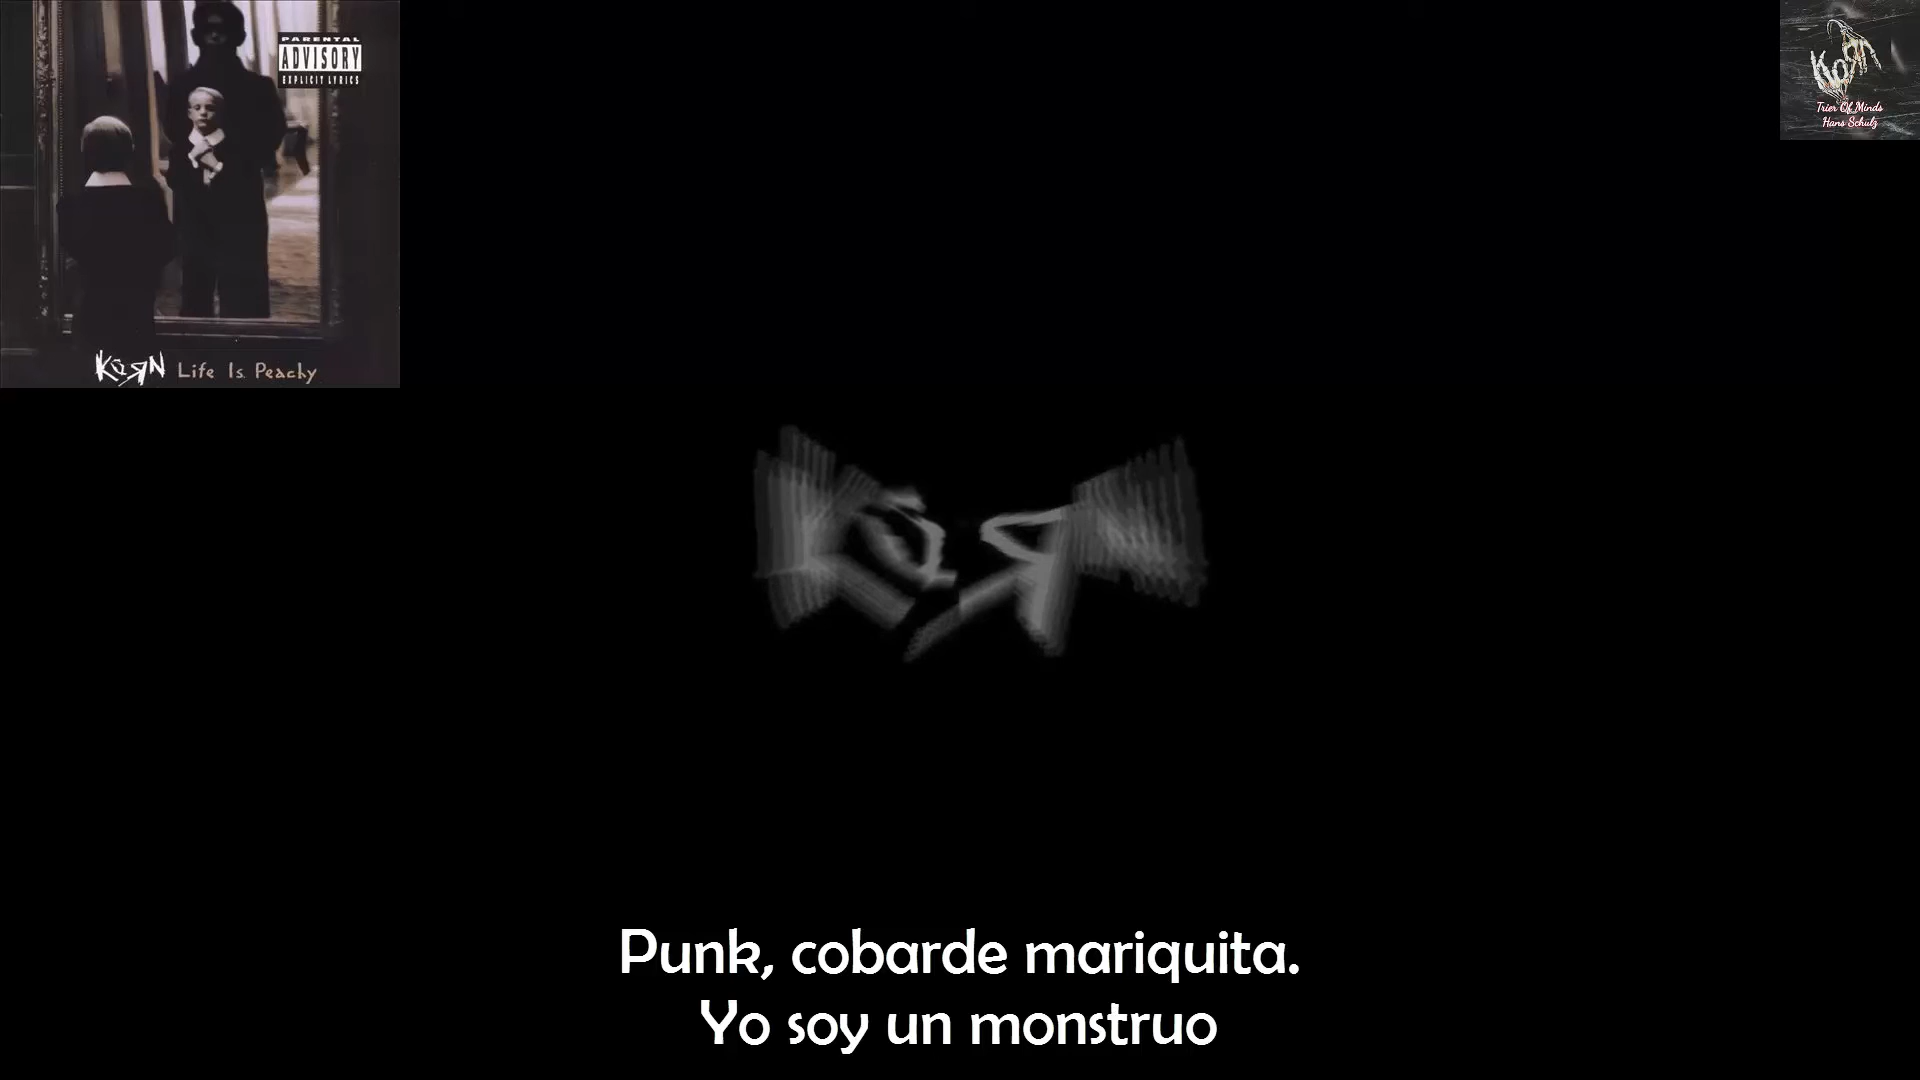 PARENTAL
ADVISORY
EXPLICIT LYRICS
KoЯN Life Is Peachy
KoЯn
Trier Of Minds
Hans Schulz
KoЯN
Punk, cobarde mariquita.
Yo soy un monstruo